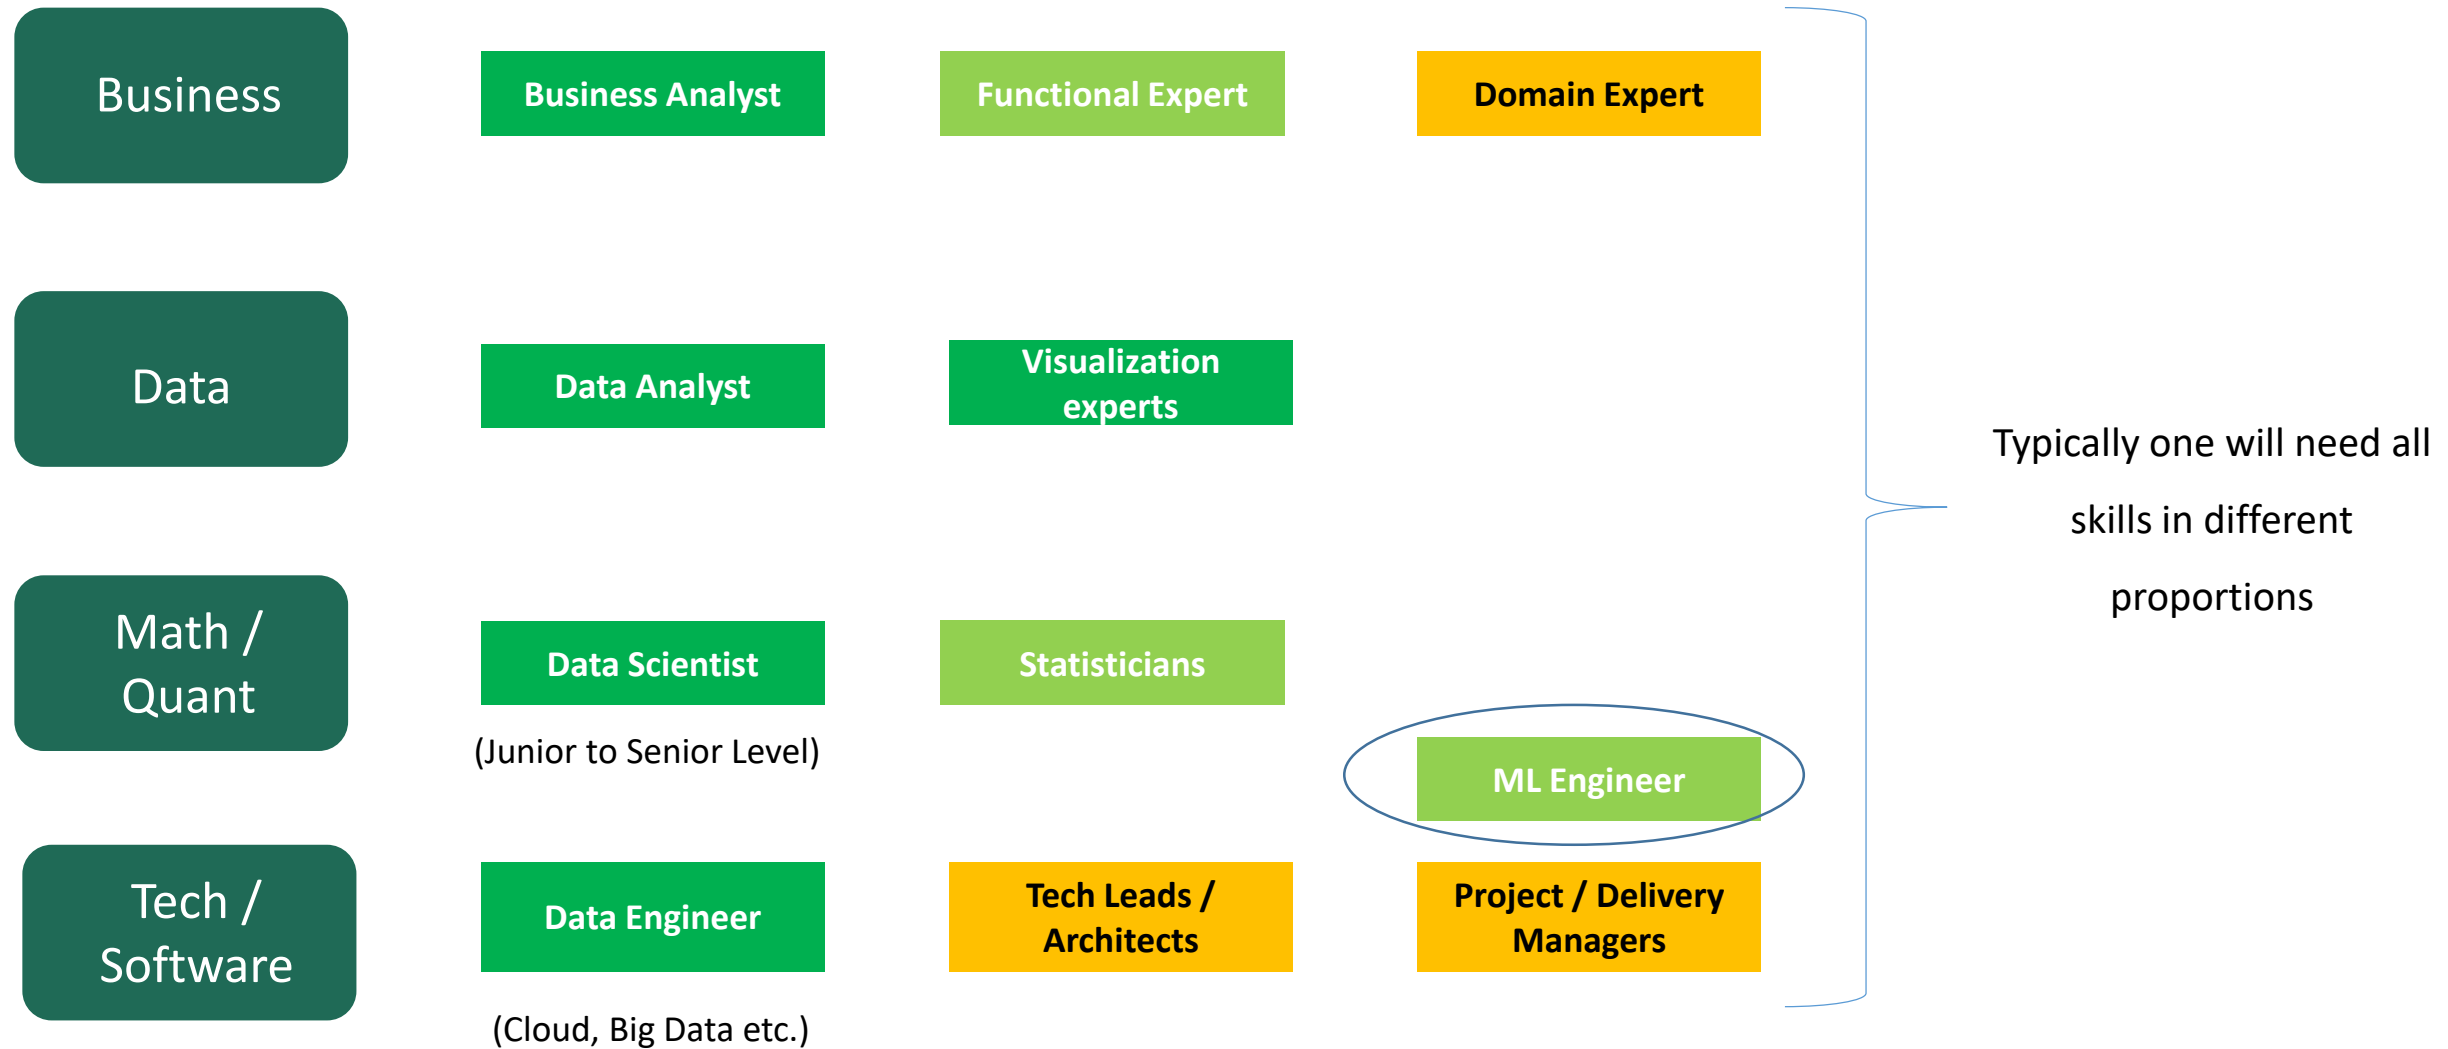 Business
Business Analyst
Functional Expert
Domain Expert
Data
Data Analyst
Visualization
experts
Typically one will need all
skills in different
proportions
Math /
Quant
Data Scientist
(Junior to Senior Level)
Statisticians
ML Engineer
Tech /
Software
Data Engineer
(Cloud, Big Data etc.)
Tech Leads /
Architects
Project / Delivery
Managers